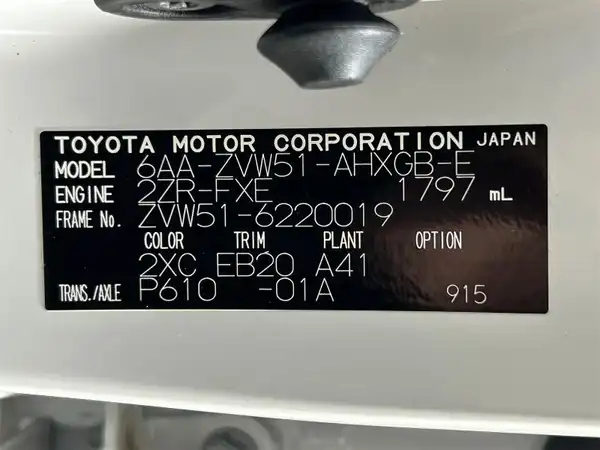 TOYOTA MOTOR CORPORATION JAPAN
MODEL 6AA-ZVW51-AHXGB-E
ENGINE 2ZR-FXE 1797 mL
FRAME No. ZVW51-6220019
COLOR TRIM PLANT OPTION
2XC EB20 A41
TRANS./AXLE P610 -01A 915